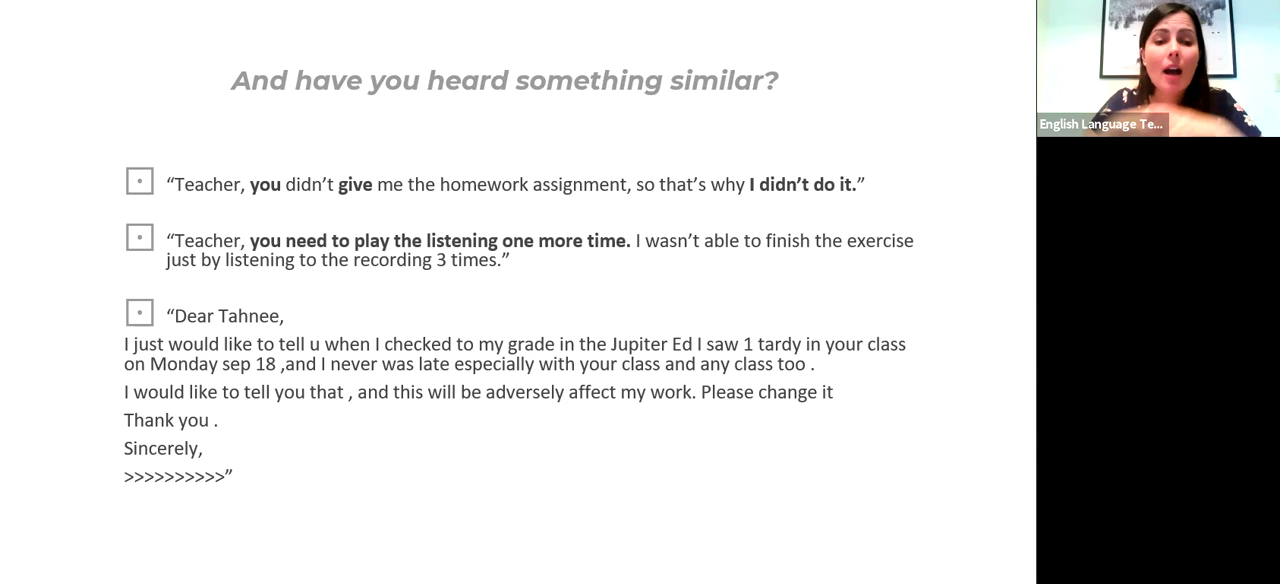 And have you heard something similar?
“Teacher, you didn’t give me the homework assignment, so that’s why I didn’t do it.”
“Teacher, you need to play the listening one more time. I wasn’t able to finish the exercise
just by listening to the recording 3 times.”
“Dear Tahnee,
I just would like to tell u when I checked to my grade in the Jupiter Ed I saw 1 tardy in your class
on Monday sep 18 ,and I never was late especially with your class and any class too .
I would like to tell you that , and this will be adversely affect my work. Please change it
Thank you .
Sincerely,
>>>>>>>>>>”
English Language Te...